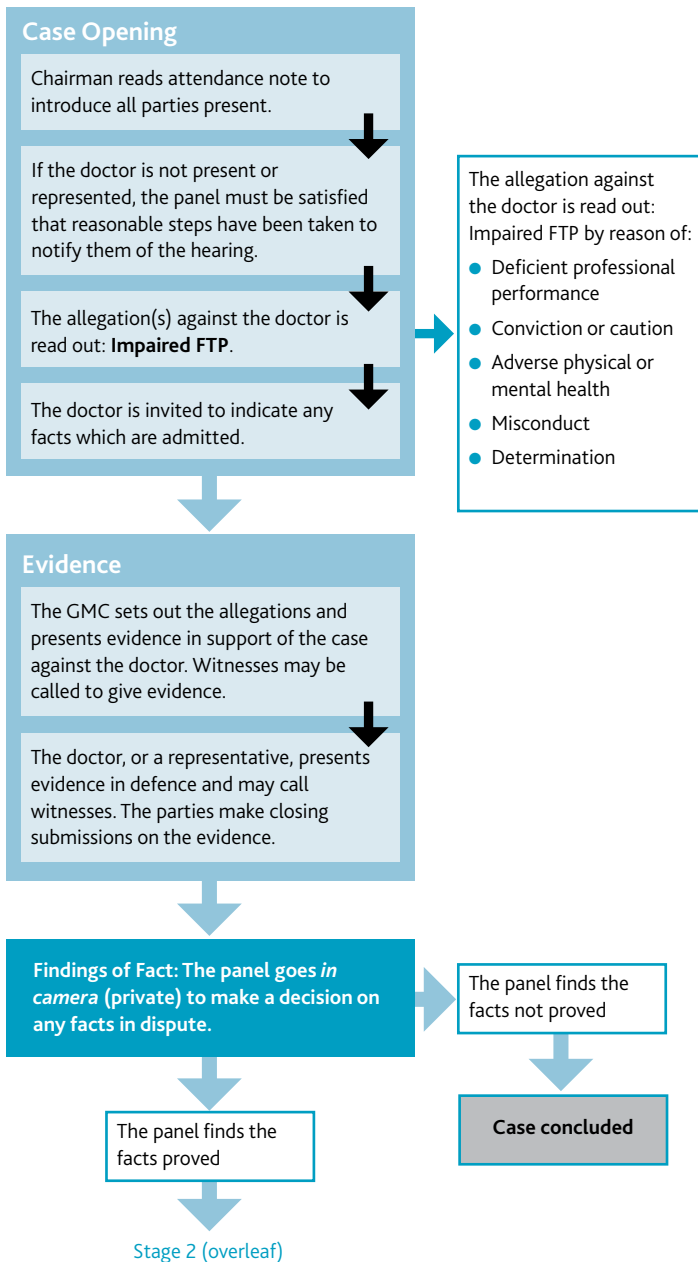 Case Opening
Chairman reads attendance note to
introduce all parties present.
If the doctor is not present or
represented, the panel must be satisfied
that reasonable steps have been taken to
notify them of the hearing.
The allegation(s) against the doctor is
read out: Impaired FTP.
The doctor is invited to indicate any
facts which are admitted.
The allegation against
the doctor is read out:
Impaired FTP by reason of:
● Deficient professional
performance
● Conviction or caution
● Adverse physical or
mental health
● Misconduct
● Determination
Evidence
The GMC sets out the allegations and
presents evidence in support of the case
against the doctor. Witnesses may be
called to give evidence.
The doctor, or a representative, presents
evidence in defence and may call
witnesses. The parties make closing
submissions on the evidence.
Findings of Fact: The panel goes in
camera (private) to make a decision on
any facts in dispute.
The panel finds the
facts not proved
Case concluded
The panel finds the
facts proved
Stage 2 (overleaf)